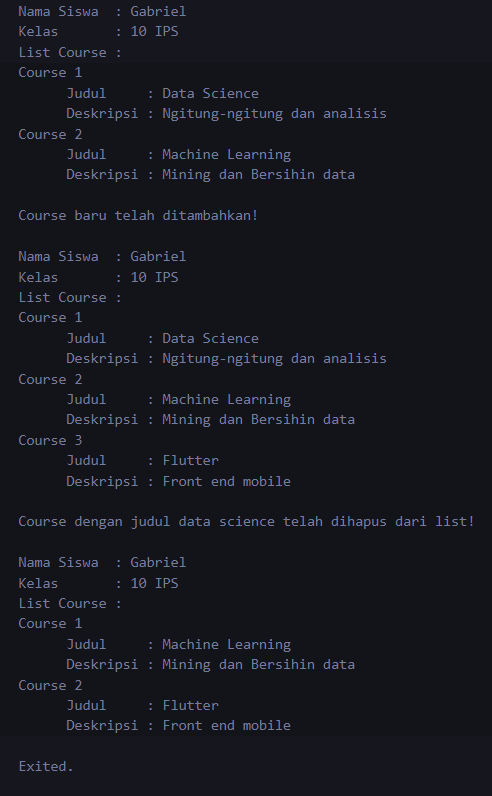 Nama Siswa  : Gabriel
Kelas       : 10 IPS
List Course :
Course 1
      Judul     : Data Science
      Deskripsi : Ngitung-ngitung dan analisis
Course 2
      Judul     : Machine Learning
      Deskripsi : Mining dan Bersihin data

Course baru telah ditambahkan!

Nama Siswa  : Gabriel
Kelas       : 10 IPS
List Course :
Course 1
      Judul     : Data Science
      Deskripsi : Ngitung-ngitung dan analisis
Course 2
      Judul     : Machine Learning
      Deskripsi : Mining dan Bersihin data
Course 3
      Judul     : Flutter
      Deskripsi : Front end mobile

Course dengan judul data science telah dihapus dari list!

Nama Siswa  : Gabriel
Kelas       : 10 IPS
List Course :
Course 1
      Judul     : Machine Learning
      Deskripsi : Mining dan Bersihin data
Course 2
      Judul     : Flutter
      Deskripsi : Front end mobile

Exited.